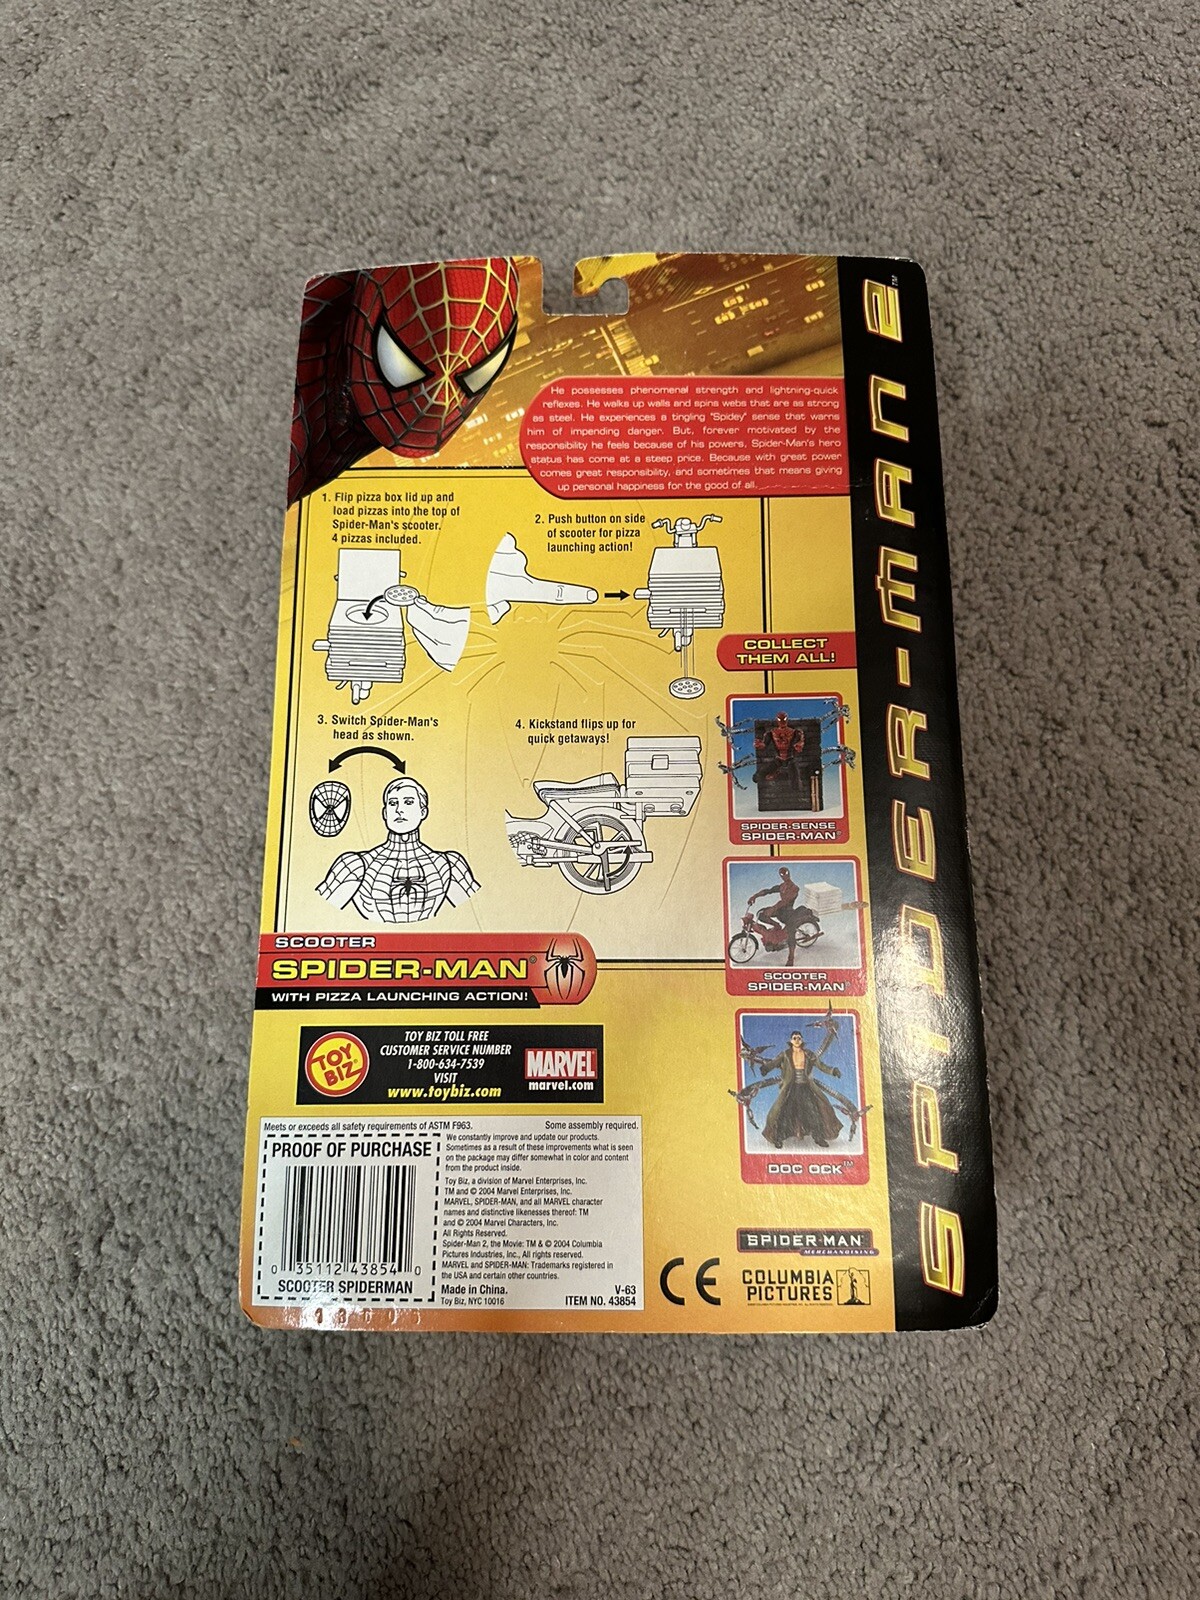 He possesses phenomenal strength and lightning-quick
reflexes. He walks up walls and spins webs that are as strong
as steel. He experiences a tingling "Spidey" sense that warns
him of impending danger. But, forever motivated by the
responsibility he feels because of his powers, Spider-Man's hero
status has come at a steep price. Because with great power
comes great responsibility, and sometimes that means giving
up personal happiness for the good of all.
SPIDER-MAN 2™
1. Flip pizza box lid up and
load pizzas into the top of
Spider-Man's scooter.
4 pizzas included.
2. Push button on side
of scooter for pizza
launching action!
3. Switch Spider-Man's
head as shown.
4. Kickstand flips up for
quick getaways!
COLLECT
THEM ALL!
SPIDER-SENSE
SPIDER-MAN®
SCOOTER
SPIDER-MAN®
DOC OCK™
SCOOTER
SPIDER-MAN®
WITH PIZZA LAUNCHING ACTION!
TOY
BIZ®
TOY BIZ TOLL FREE
CUSTOMER SERVICE NUMBER
1-800-634-7539
VISIT
www.toybiz.com
MARVEL
marvel.com
Meets or exceeds all safety requirements of ASTM F963.
Some assembly required.
PROOF OF PURCHASE
0 35112 43854 0
SCOOTER SPIDERMAN
We constantly improve and update our products.
Sometimes as a result of these improvements what is seen
on the package may differ somewhat in color and content
from the product inside.
Toy Biz, a division of Marvel Enterprises, Inc.
TM and © 2004 Marvel Enterprises, Inc.
MARVEL, SPIDER-MAN, and all MARVEL character
names and distinctive likenesses thereof: TM
and © 2004 Marvel Characters, Inc.
All Rights Reserved.
Spider-Man 2, the Movie: TM & © 2004 Columbia
Pictures Industries, Inc., All rights reserved.
MARVEL and SPIDER-MAN: Trademarks registered in
the USA and certain other countries.
Made in China.
V-63
Toy Biz, NYC 10016
ITEM NO. 43854
CE
SPIDER-MAN
MERCHANDISING
COLUMBIA
PICTURES